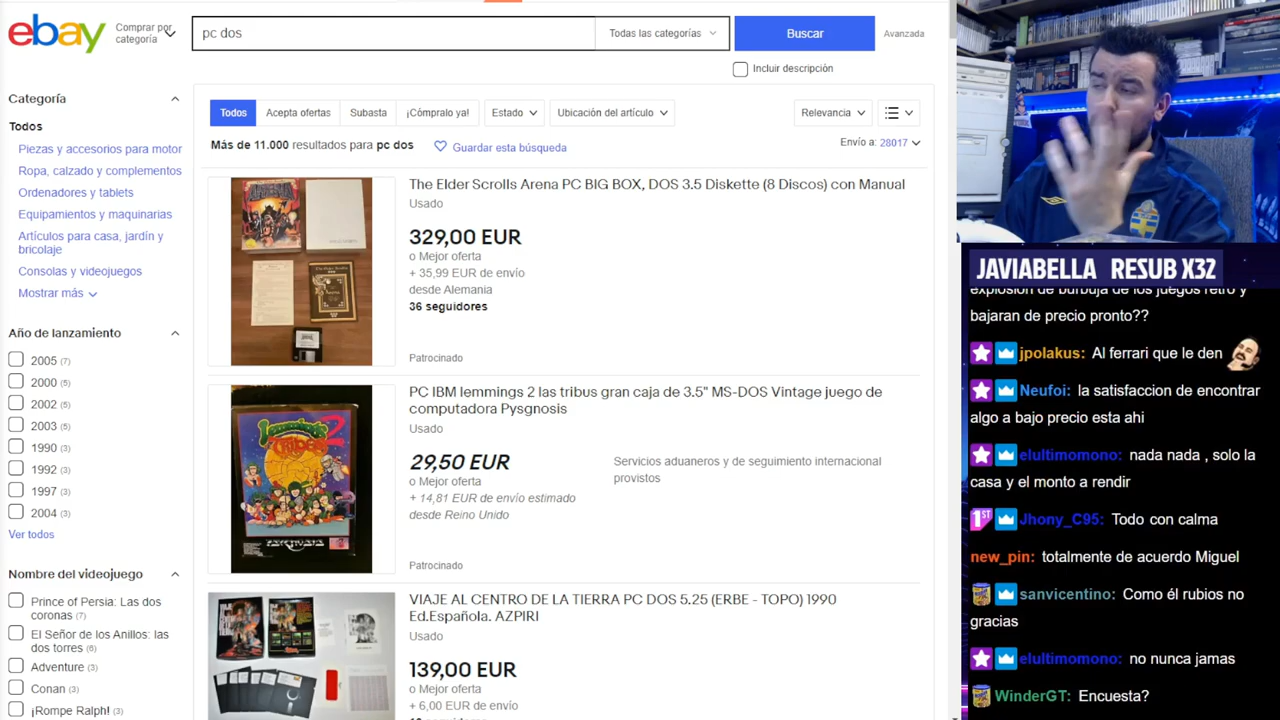 ebay
Comprar por
categoría
pc dos
Todas las categorías
Buscar
Avanzada
Incluir descripción
Categoría
Todos
Piezas y accesorios para motor
Ropa, calzado y complementos
Ordenadores y tablets
Equipamientos y maquinarias
Artículos para casa, jardín y
bricolaje
Consolas y videojuegos
Mostrar más
Año de lanzamiento
2005 (7)
2000 (5)
2002 (5)
2003 (5)
1990 (3)
1992 (3)
1997 (3)
2004 (3)
Ver todos
Nombre del videojuego
Prince of Persia: Las dos
coronas (7)
El Señor de los Anillos: las
dos torres (6)
Adventure (3)
Conan (3)
¡Rompe Ralph! (3)
Todos
Acepta ofertas
Subasta
¡Cómpralo ya!
Estado
Ubicación del artículo
Relevancia
Más de 11.000 resultados para pc dos
Guardar esta búsqueda
Envío a: 28017
The Elder Scrolls Arena PC BIG BOX, DOS 3.5 Diskette (8 Discos) con Manual
Usado
329,00 EUR
o Mejor oferta
+ 35,99 EUR de envío
desde Alemania
36 seguidores
Patrocinado
PC IBM lemmings 2 las tribus gran caja de 3.5" MS-DOS Vintage juego de
computadora Pysgnosis
Usado
29,50 EUR
o Mejor oferta
+ 14,81 EUR de envío estimado
desde Reino Unido
Servicios aduaneros y de seguimiento internacional
provistos
Patrocinado
VIAJE AL CENTRO DE LA TIERRA PC DOS 5.25 (ERBE - TOPO) 1990
Ed.Española. AZPIRI
Usado
139,00 EUR
o Mejor oferta
+ 6,00 EUR de envío
JAVIABELLA RESUB X32
explosion de burbuja de los juegos retro y
bajaran de precio pronto??
jpolakus: Al ferrari que le den
Neufoi: la satisfaccion de encontrar
algo a bajo precio esta ahi
elultimomono: nada nada , solo la
casa y el monto a rendir
1ST Jhony_C95: Todo con calma
new_pin: totalmente de acuerdo Miguel
sanvicentino: Como él rubios no
gracias
elultimomono: no nunca jamas
WinderGT: Encuesta?